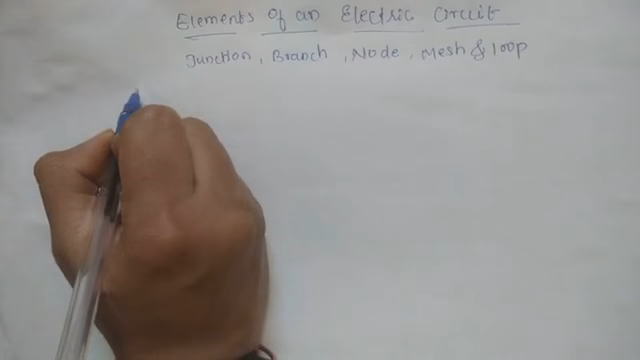 Elements of an Electric Circuit
Junction, Branch, Node, Mesh & loop